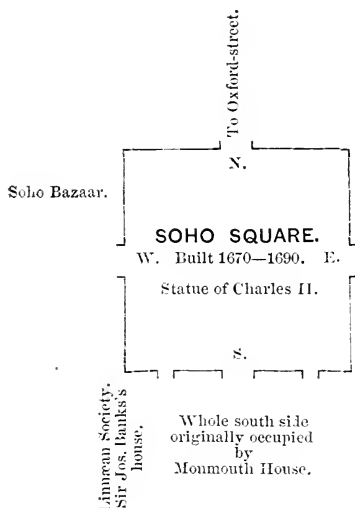 To Oxford-street.
N.
Soho Bazaar.
SOHO SQUARE.
W. Built 1670—1690. E.
Statue of Charles II.
S.
Linnæan Society.
Sir Jos. Banks's
house.
Whole south side
originally occupied
by
Monmouth House.